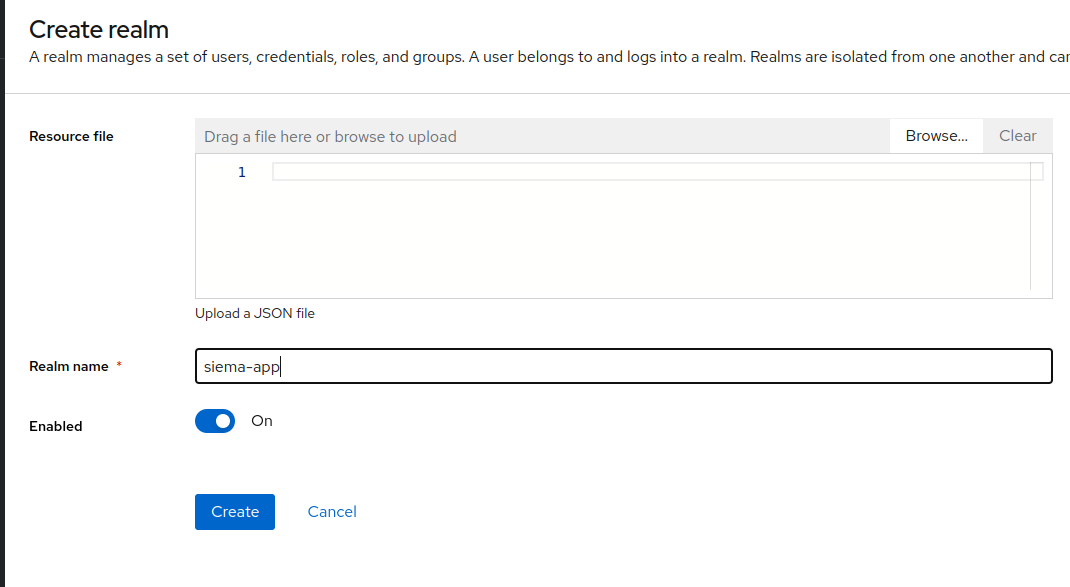 Create realm
A realm manages a set of users, credentials, roles, and groups. A user belongs to and logs into a realm. Realms are isolated from one another and
Resource file
Drag a file here or browse to upload
Browse...
Clear
1
Upload a JSON file
Realm name *
siema-app
Enabled
On
Create
Cancel